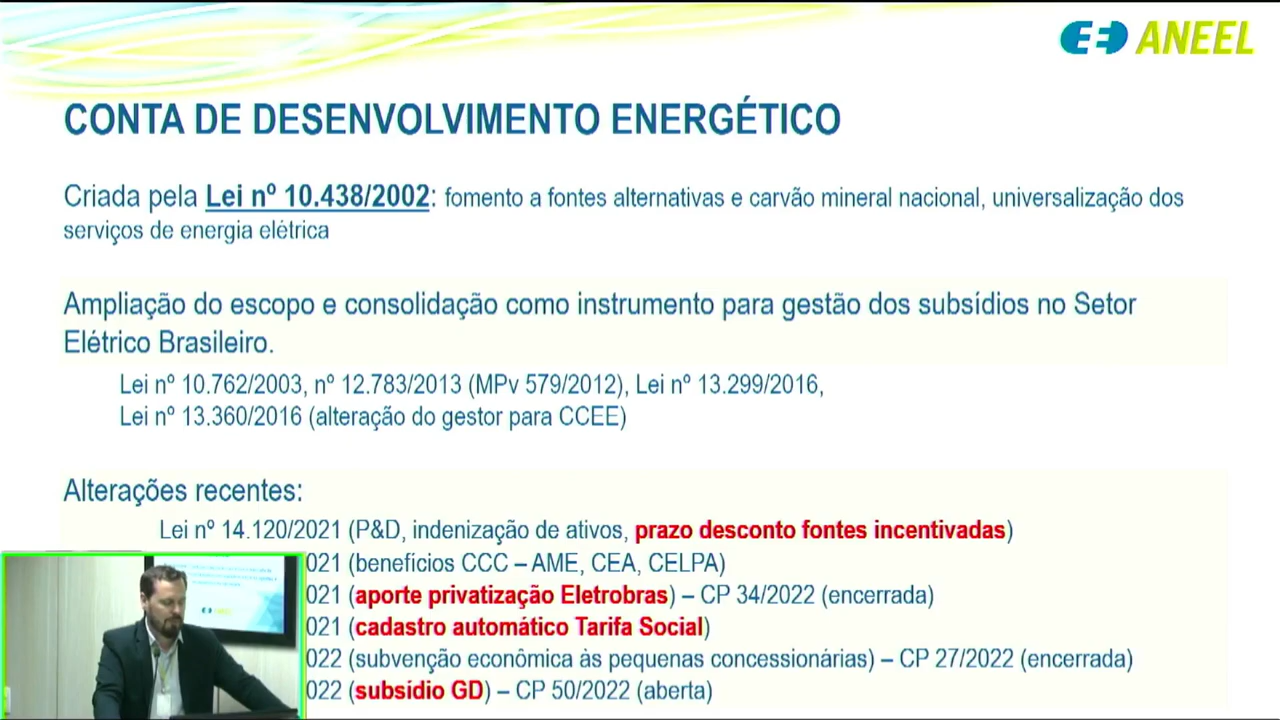 ANEEL
CONTA DE DESENVOLVIMENTO ENERGÉTICO
Criada pela Lei nº 10.438/2002: fomento a fontes alternativas e carvão mineral nacional, universalização dos
serviços de energia elétrica
Ampliação do escopo e consolidação como instrumento para gestão dos subsídios no Setor
Elétrico Brasileiro.
Lei nº 10.762/2003, nº 12.783/2013 (MPv 579/2012), Lei nº 13.299/2016,
Lei nº 13.360/2016 (alteração do gestor para CCEE)
Alterações recentes:
Lei nº 14.120/2021 (P&D, indenização de ativos, prazo desconto fontes incentivadas)
021 (benefícios CCC – AME, CEA, CELPA)
021 (aporte privatização Eletrobras) – CP 34/2022 (encerrada)
021 (cadastro automático Tarifa Social)
022 (subvenção econômica às pequenas concessionárias) – CP 27/2022 (encerrada)
022 (subsídio GD) – CP 50/2022 (aberta)
ANEEL